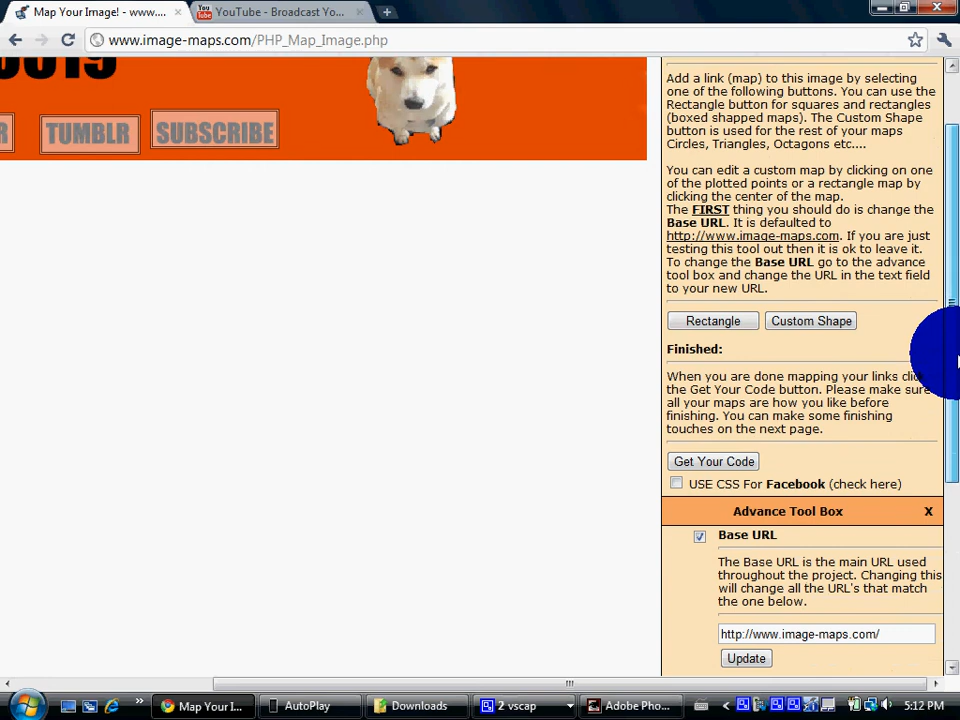 Map Your Image! - www....
YouTube - Broadcast Yo...
www.image-maps.com/PHP_Map_Image.php
0019
R
TUMBLR
SUBSCRIBE
Add a link (map) to this image by selecting
one of the following buttons. You can use the
Rectangle button for squares and rectangles
(boxed shapped maps). The Custom Shape
button is used for the rest of your maps
Circles, Triangles, Octagons etc....
You can edit a custom map by clicking on one
of the plotted points or a rectangle map by
clicking the center of the map.
The FIRST thing you should do is change the
Base URL. It is defaulted to
http://www.image-maps.com. If you are just
testing this tool out then it is ok to leave it.
To change the Base URL go to the advance
tool box and change the URL in the text field
to your new URL.
Rectangle
Custom Shape
Finished:
When you are done mapping your links clic
the Get Your Code button. Please make sure
all your maps are how you like before
finishing. You can make some finishing
touches on the next page.
Get Your Code
USE CSS For Facebook (check here)
Advance Tool Box
X
Base URL
The Base URL is the main URL used
throughout the project. Changing this
will change all the URL's that match
the one below.
http://www.image-maps.com/
Update
Map Your I...
AutoPlay
Downloads
2 vscap
Adobe Pho...
5:12 PM